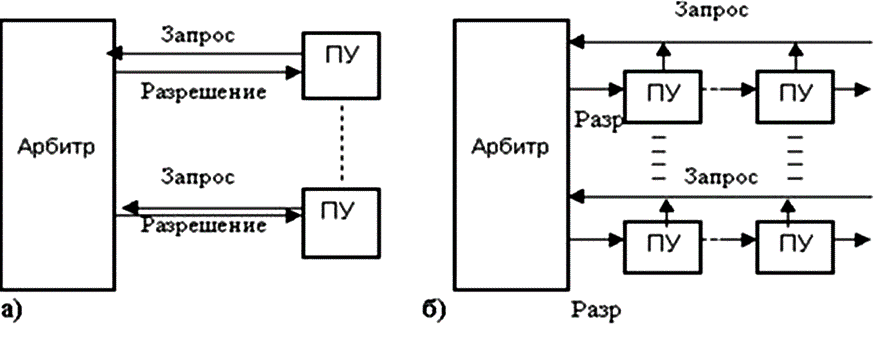 Запрос
ПУ
Разрешение
Арбитр
Запрос
ПУ
Разрешение
а)
Запрос
ПУ
ПУ
Разр
Арбитр
Запрос
ПУ
ПУ
б)
Разр